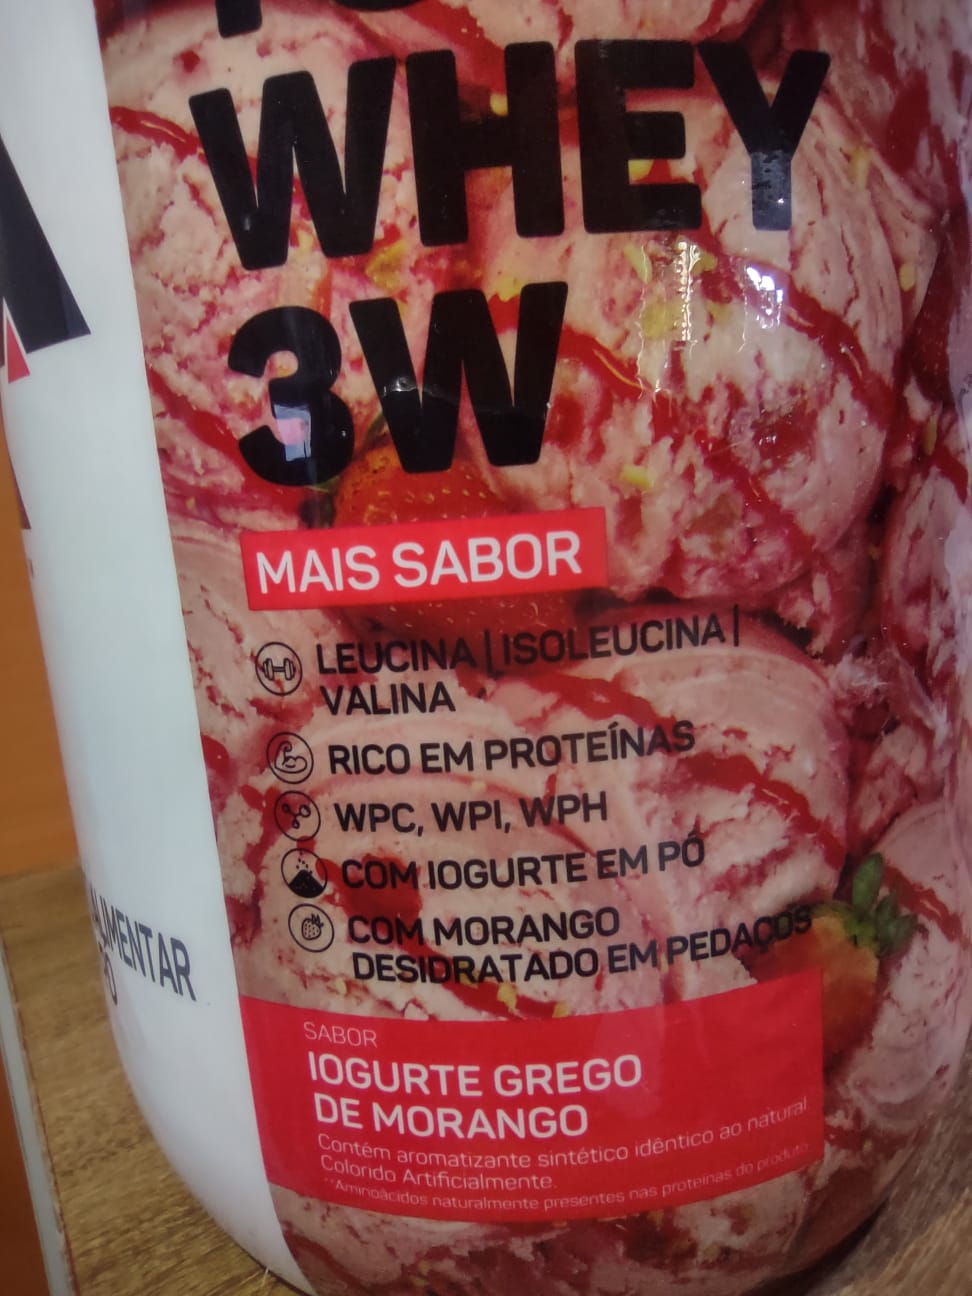 WHEY
3W
MAIS SABOR
LEUCINA | ISOLEUCINA |
VALINA
RICO EM PROTEÍNAS
WPC, WPI, WPH
COM IOGURTE EM PÓ
COM MORANGO
DESIDRATADO EM PEDAÇOS
SABOR
IOGURTE GREGO
DE MORANGO
Contém aromatizante sintético idêntico ao natural
Colorido Artificialmente.
**Aminoácidos naturalmente presentes nas proteínas do produto.